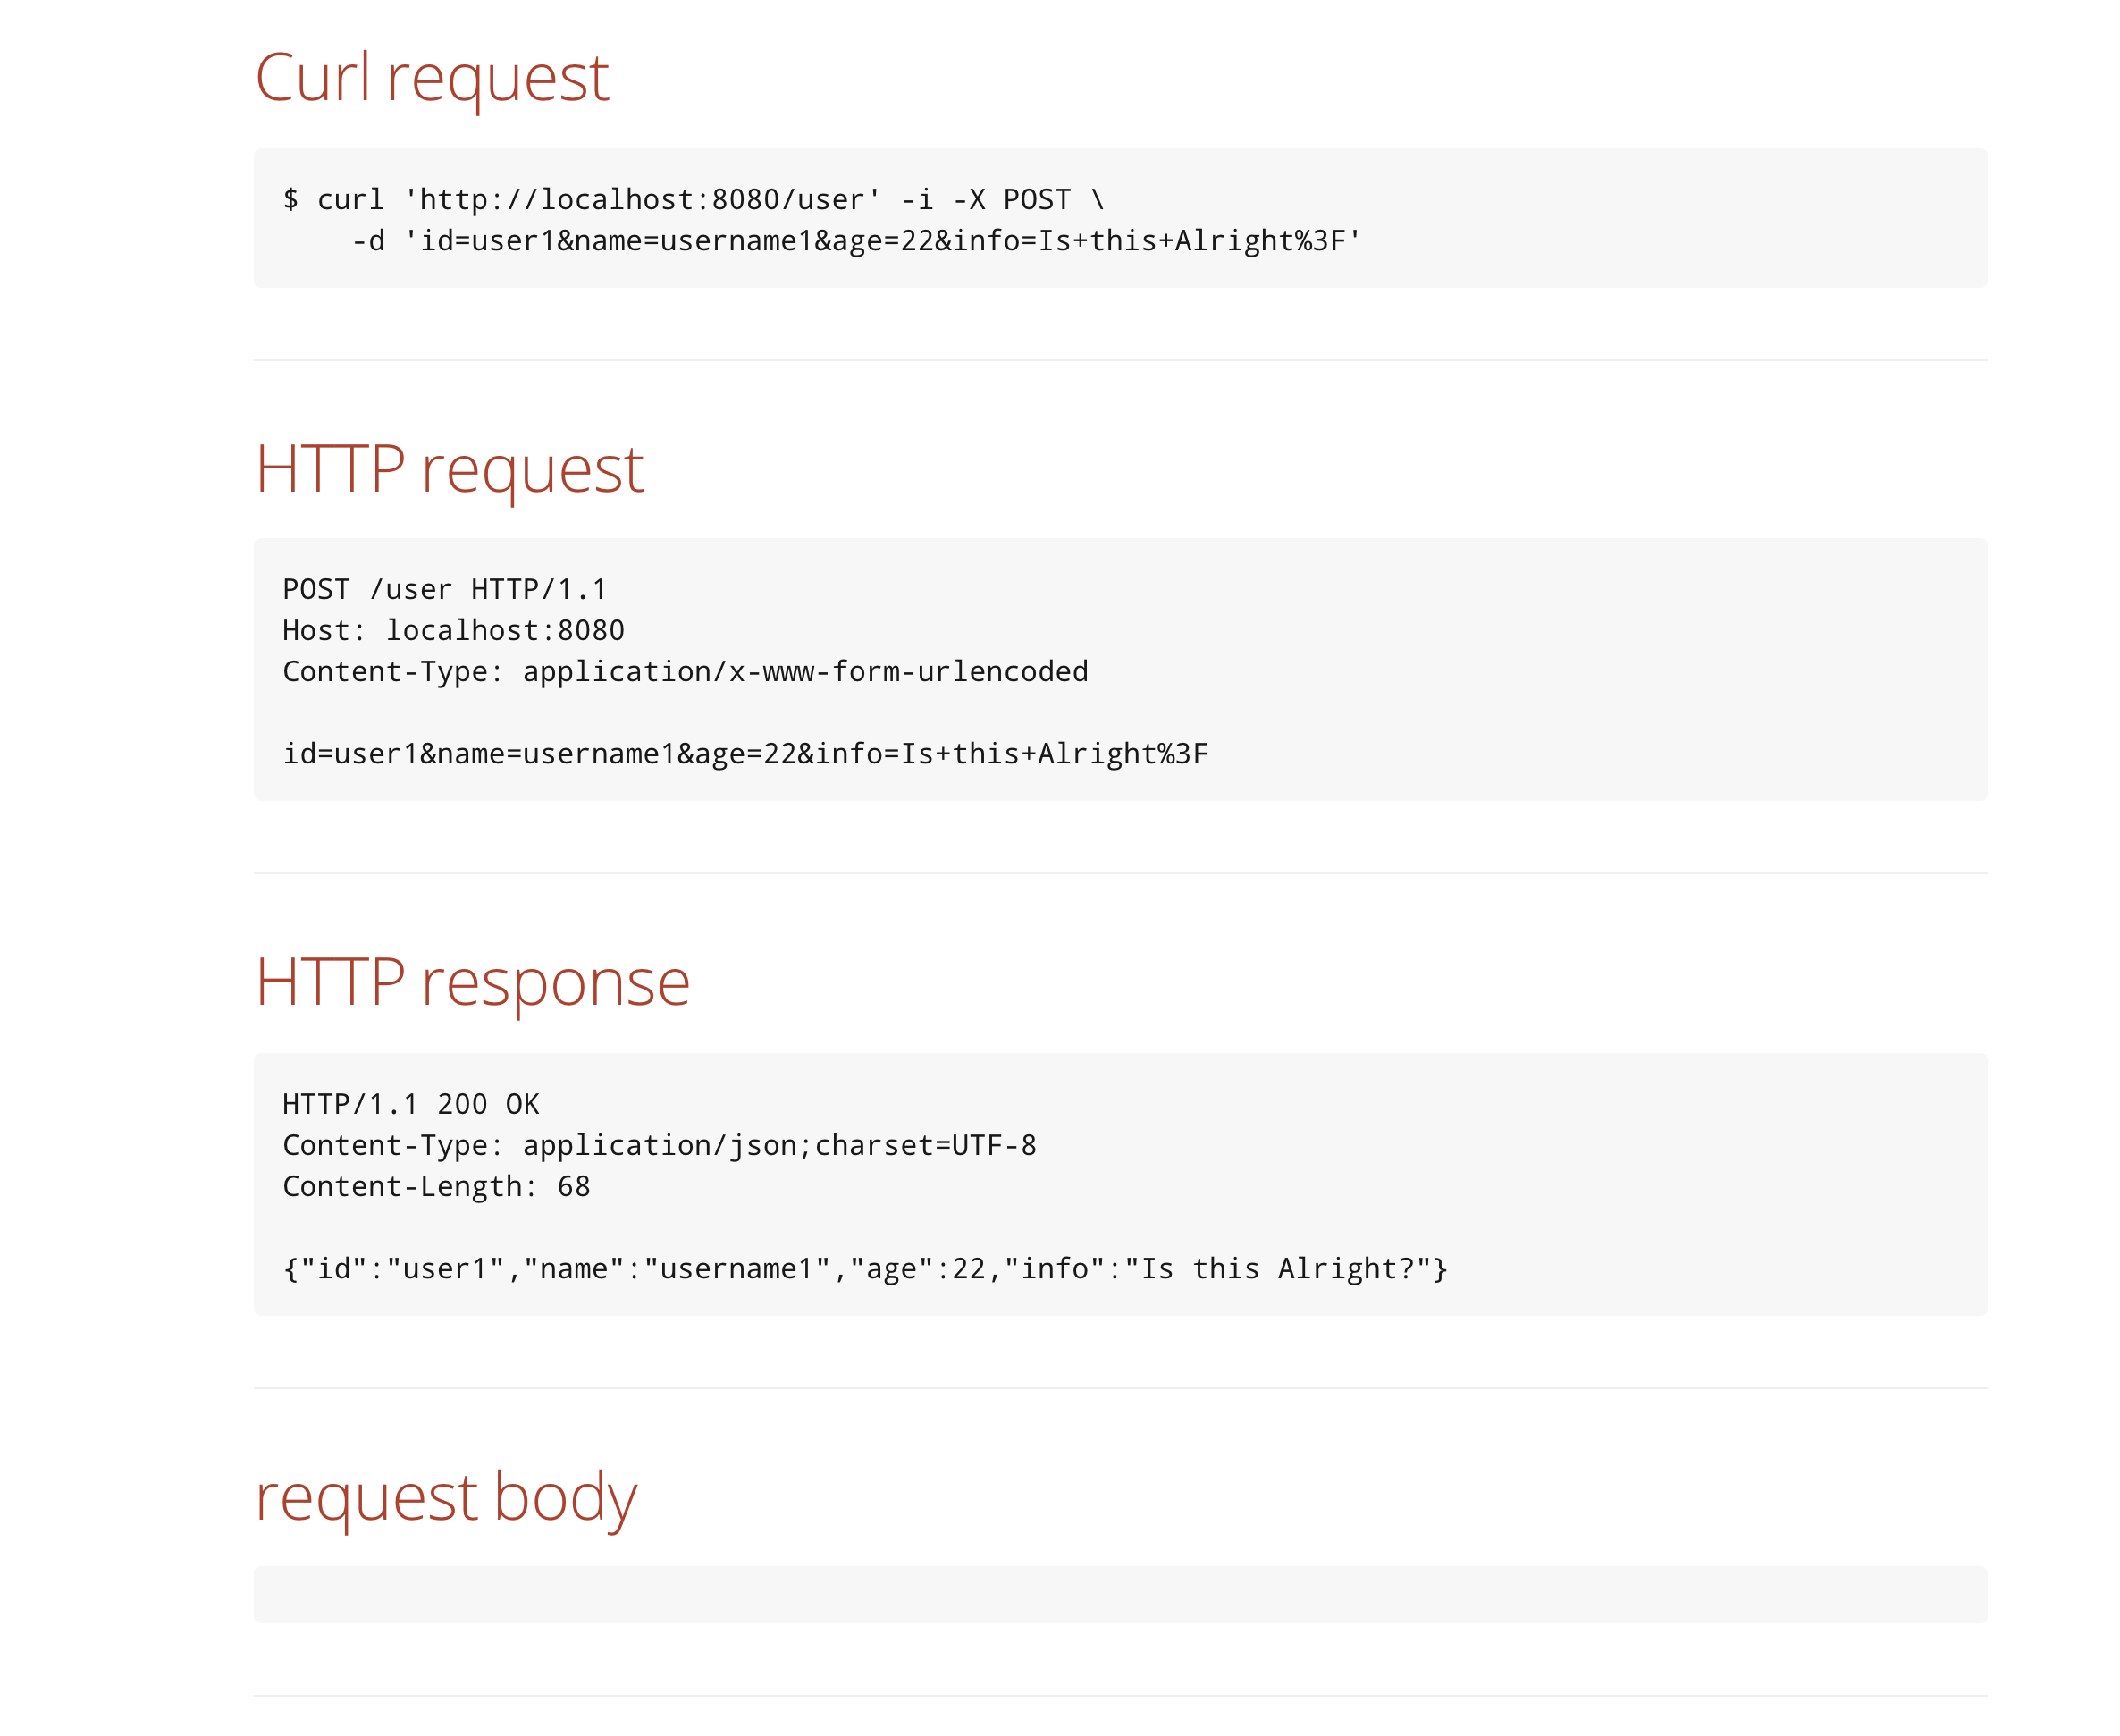 Curl request
$ curl 'http://localhost:8080/user' -i -X POST \
    -d 'id=user1&name=username1&age=22&info=Is+this+Alright%3F'
HTTP request
POST /user HTTP/1.1
Host: localhost:8080
Content-Type: application/x-www-form-urlencoded
id=user1&name=username1&age=22&info=Is+this+Alright%3F
HTTP response
HTTP/1.1 200 OK
Content-Type: application/json;charset=UTF-8
Content-Length: 68
{"id":"user1","name":"username1","age":22,"info":"Is this Alright?"}
request body